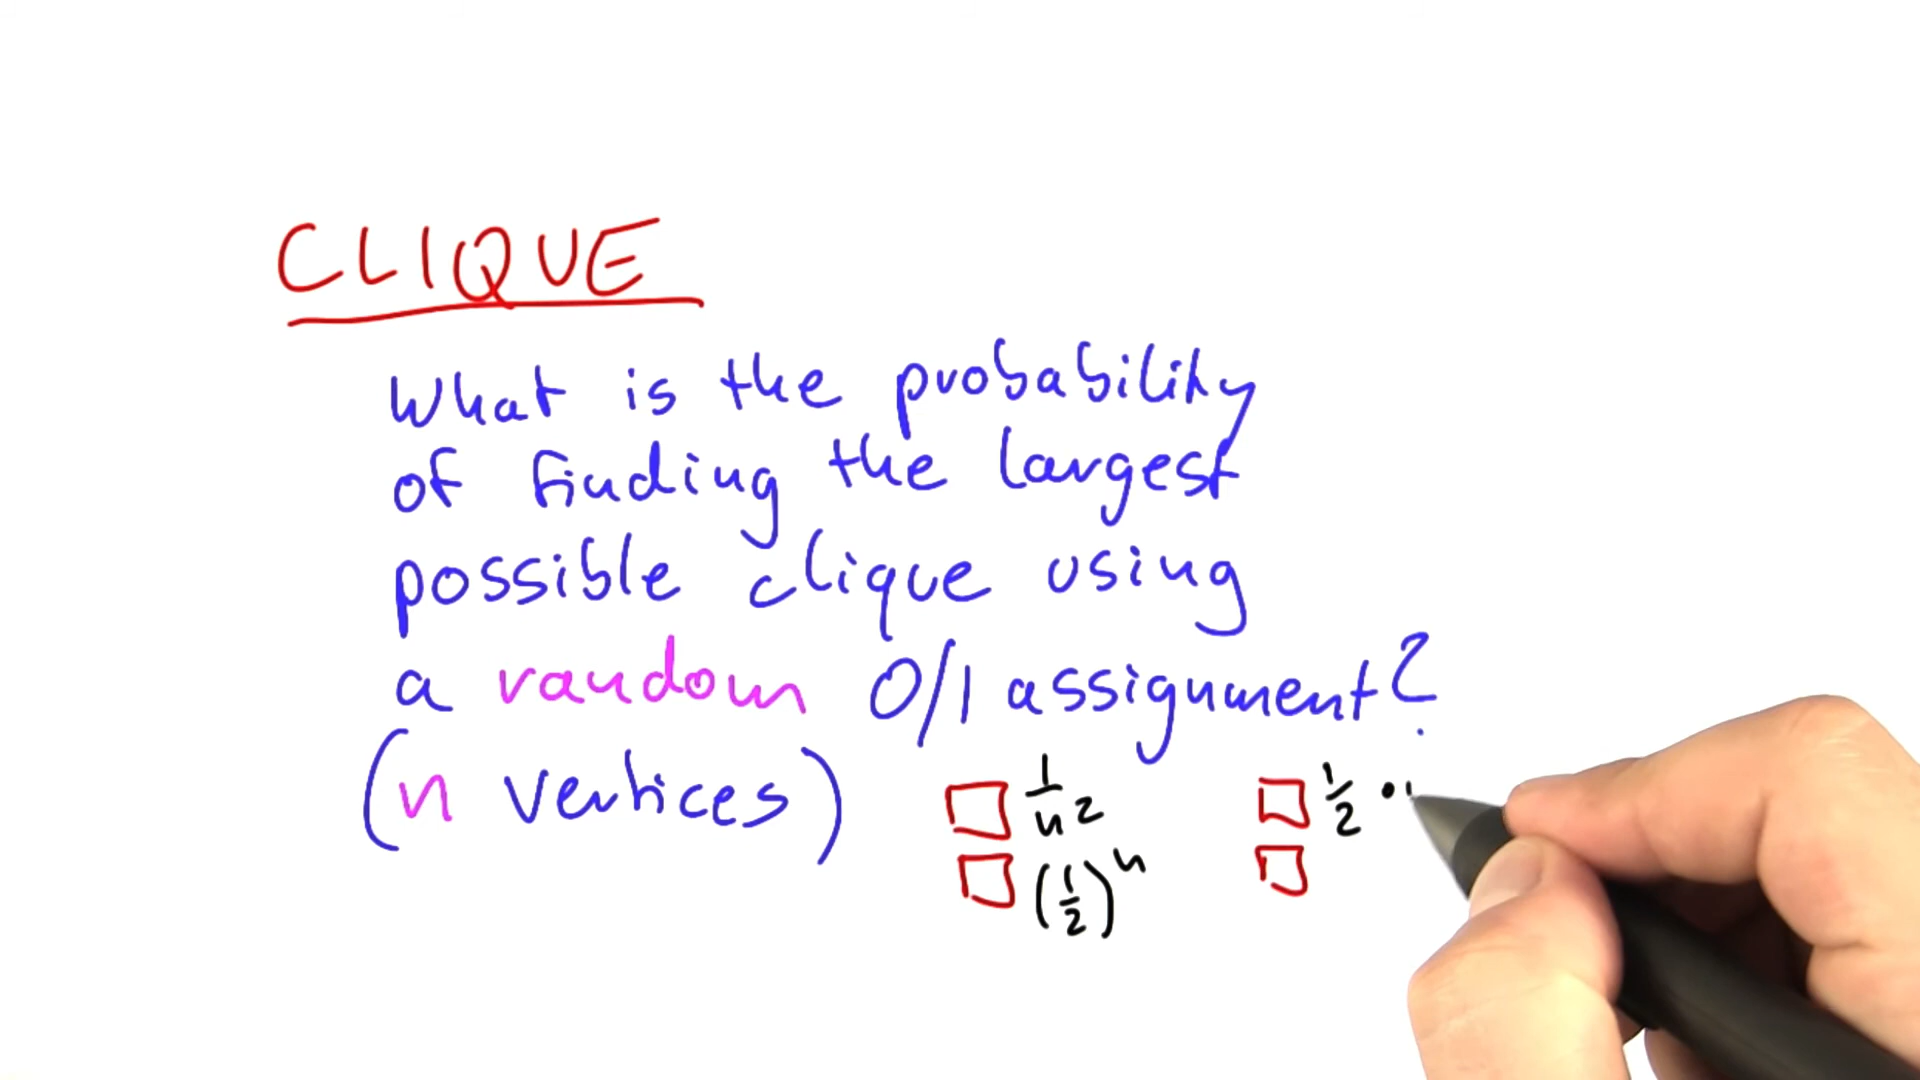 CLIQUE
What is the probability
of finding the largest
possible clique using
a random 0/1 assignment?
(n vertices)
1/n2 1/2 ·
(1/2)^n